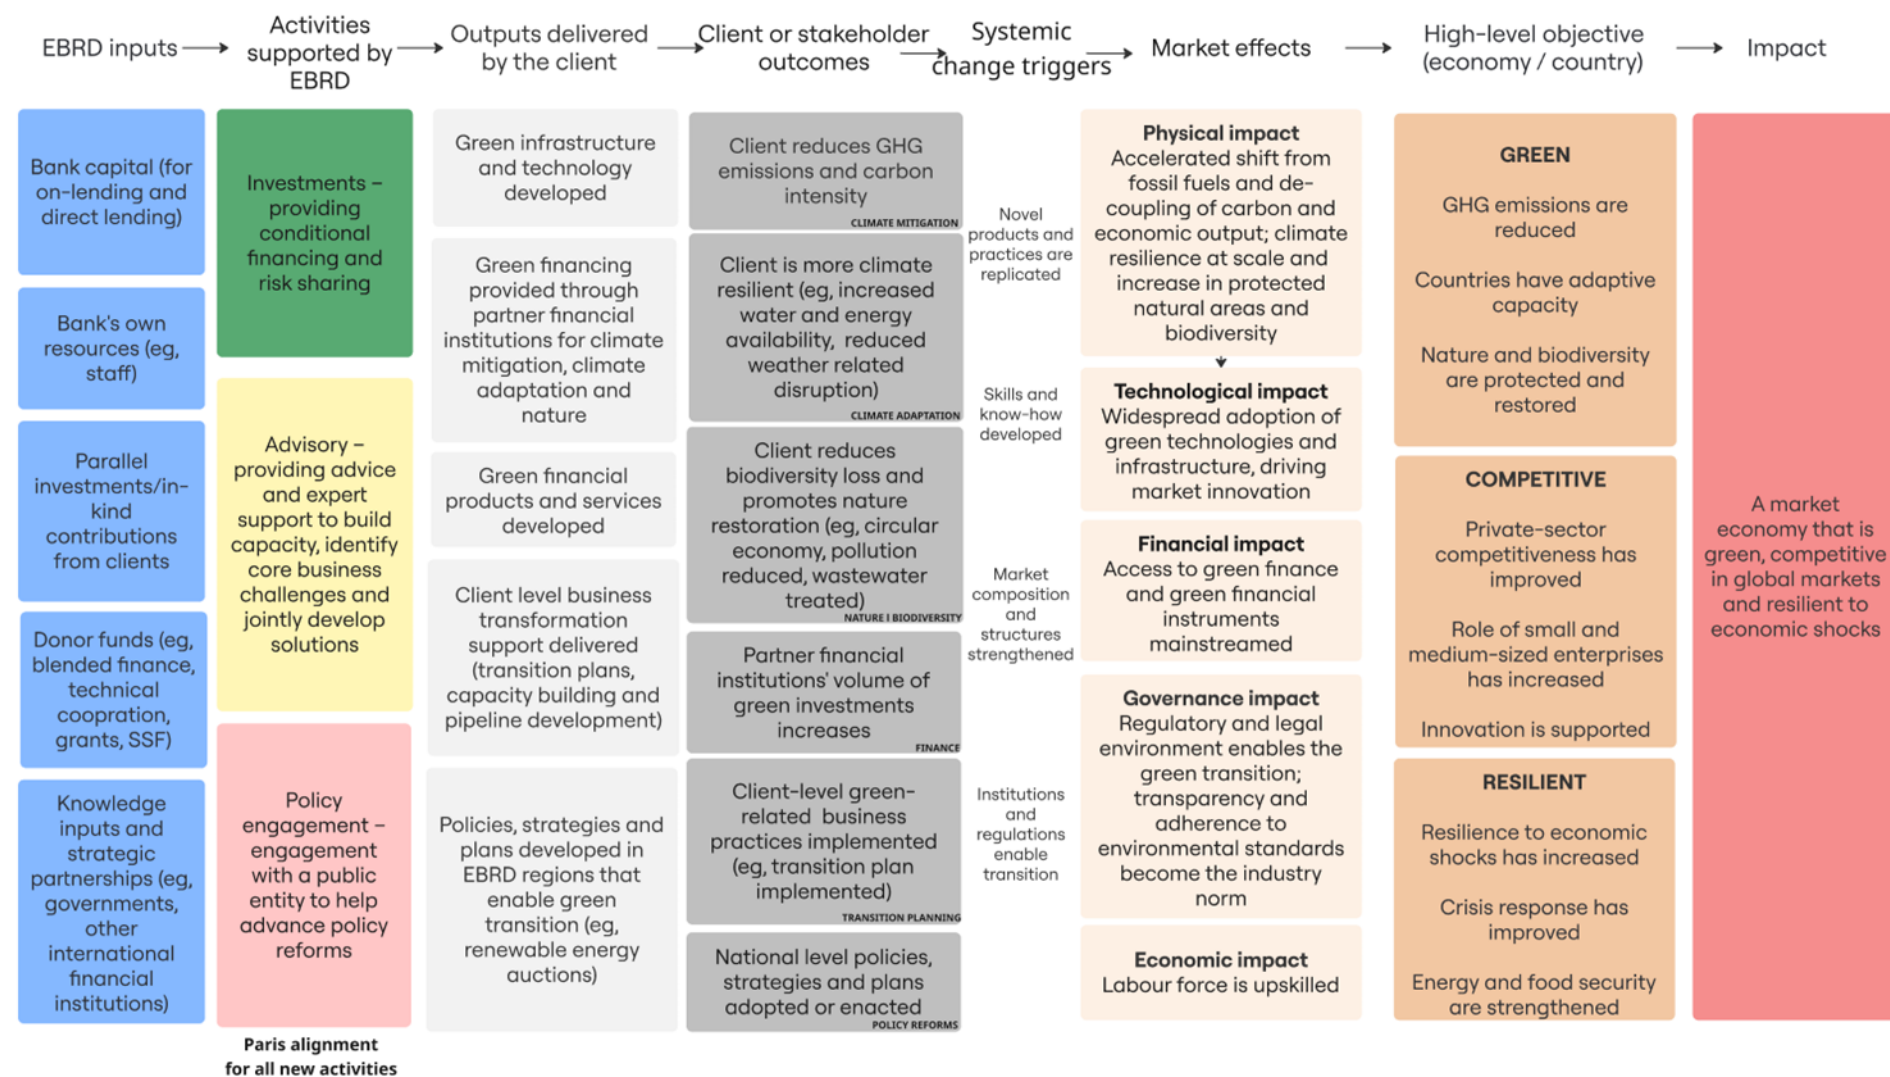 EBRD inputs
Activities
supported by
EBRD
Outputs delivered
by the client
Client or stakeholder
outcomes
Systemic
change triggers
Market effects
High-level objective
(economy / country)
Impact
Bank capital (for
on-lending and
direct lending)
Bank's own
resources (eg,
staff)
Parallel
investments/in-
kind
contributions
from clients
Donor funds (eg,
blended finance,
technical
coopration,
grants, SSF)
Knowledge
inputs and
strategic
partnerships (eg,
governments,
other
international
financial
institutions)
Investments –
providing
conditional
financing and
risk sharing
Advisory –
providing advice
and expert
support to build
capacity, identify
core business
challenges and
jointly develop
solutions
Policy
engagement –
engagement
with a public
entity to help
advance policy
reforms
Paris alignment
for all new activities
Green infrastructure
and technology
developed
Green financing
provided through
partner financial
institutions for climate
mitigation, climate
adaptation and
nature
Green financial
products and services
developed
Client level business
transformation
support delivered
(transition plans,
capacity building and
pipeline development)
Policies, strategies and
plans developed in
EBRD regions that
enable green
transition (eg,
renewable energy
auctions)
Client reduces GHG
emissions and carbon
intensity
CLIMATE MITIGATION
Client is more climate
resilient (eg, increased
water and energy
availability, reduced
weather related
disruption)
CLIMATE ADAPTATION
Client reduces
biodiversity loss and
promotes nature
restoration (eg, circular
economy, pollution
reduced, wastewater
treated)
NATURE I BIODIVERSITY
Partner financial
institutions' volume of
green investments
increases
FINANCE
Client-level green-
related business
practices implemented
(eg, transition plan
implemented)
TRANSITION PLANNING
National level policies,
strategies and plans
adopted or enacted
POLICY REFORMS
Novel
products and
practices are
replicated
Skills and
know-how
developed
Market
composition
and
structures
strengthened
Institutions
and
regulations
enable
transition
Physical impact
Accelerated shift from
fossil fuels and de-
coupling of carbon and
economic output; climate
resilience at scale and
increase in protected
natural areas and
biodiversity
Technological impact
Widespread adoption of
green technologies and
infrastructure, driving
market innovation
Financial impact
Access to green finance
and green financial
instruments
mainstreamed
Governance impact
Regulatory and legal
environment enables the
green transition;
transparency and
adherence to
environmental standards
become the industry
norm
Economic impact
Labour force is upskilled
GREEN
GHG emissions are
reduced
Countries have adaptive
capacity
Nature and biodiversity
are protected and
restored
COMPETITIVE
Private-sector
competitiveness has
improved
Role of small and
medium-sized enterprises
has increased
Innovation is supported
RESILIENT
Resilience to economic
shocks has increased
Crisis response has
improved
Energy and food security
are strengthened
A market
economy that is
green, competitive
in global markets
and resilient to
economic shocks